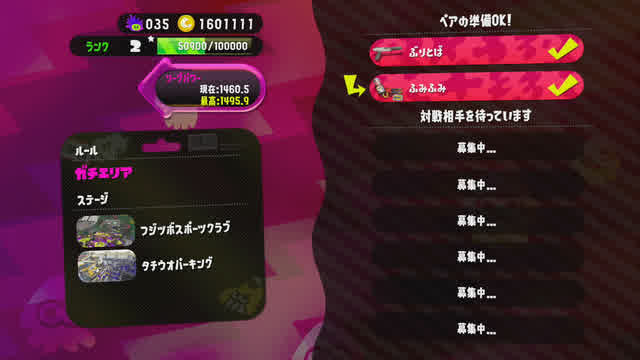 035 1601111
ランク 2 50900/100000
リーグパワー
現在:1460.5
最高:1495.9
ルール
ガチエリア
ステージ
フジツボスポーツクラブ
タチウオパーキング
ペアの準備OK!
ぷりとぱ
ふみふみ
対戦相手を待っています
募集中...
募集中...
募集中...
募集中...
募集中...
募集中...